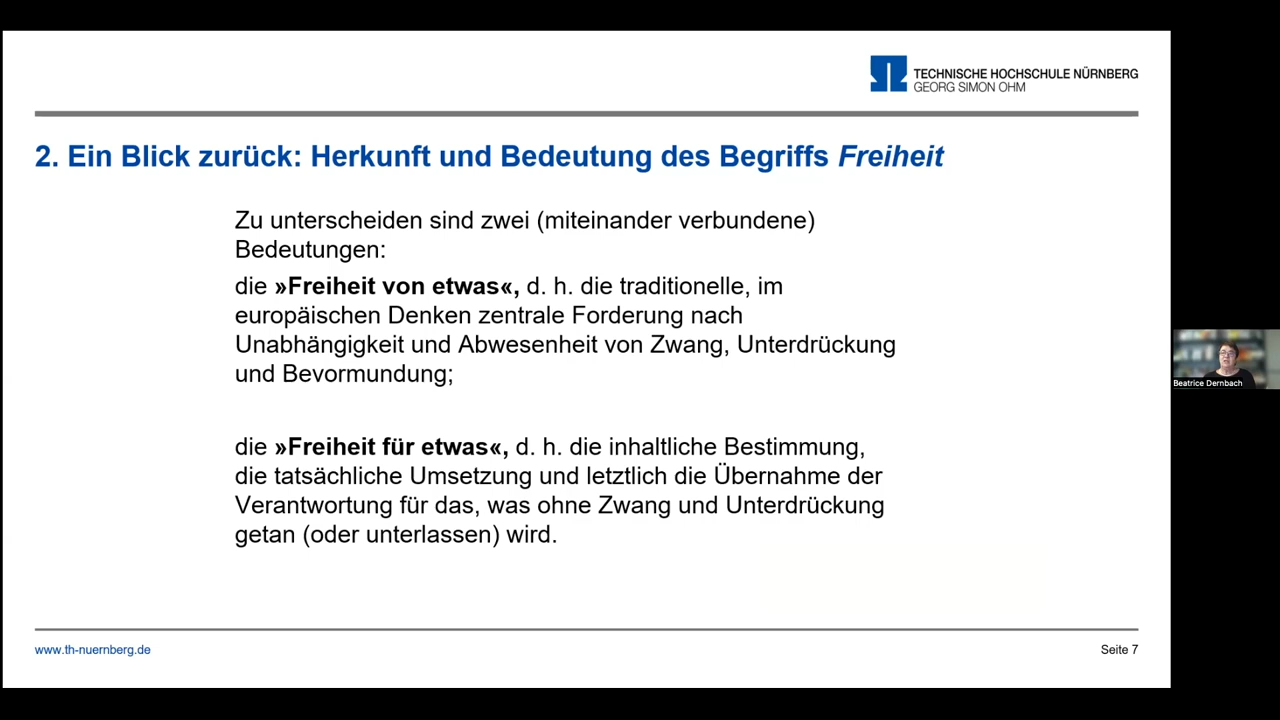 TECHNISCHE HOCHSCHULE NÜRNBERG
GEORG SIMON OHM
2. Ein Blick zurück: Herkunft und Bedeutung des Begriffs Freiheit
Zu unterscheiden sind zwei (miteinander verbundene)
Bedeutungen:
die »Freiheit von etwas«, d. h. die traditionelle, im
europäischen Denken zentrale Forderung nach
Unabhängigkeit und Abwesenheit von Zwang, Unterdrückung
und Bevormundung;
die »Freiheit für etwas«, d. h. die inhaltliche Bestimmung,
die tatsächliche Umsetzung und letztlich die Übernahme der
Verantwortung für das, was ohne Zwang und Unterdrückung
getan (oder unterlassen) wird.
Beatrice Dernbach
www.th-nuernberg.de
Seite 7